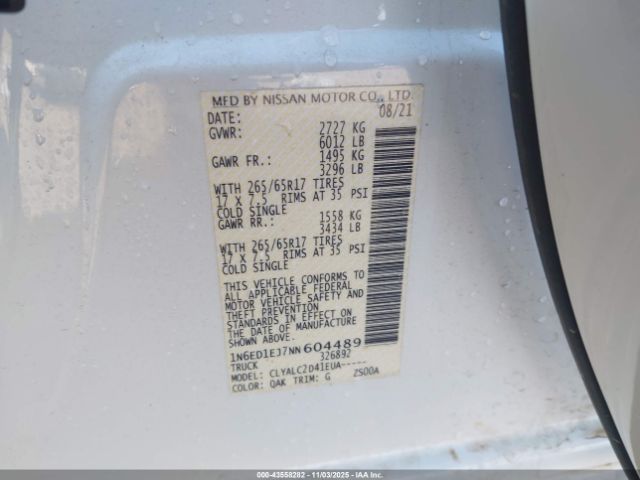 MFD BY NISSAN MOTOR CO., LTD.
DATE: 08/21
GVWR: 2727 KG
6012 LB
GAWR FR.: 1495 KG
3296 LB
WITH 265/65R17 TIRES
17 X 7.5 RIMS AT 35 PSI
COLD SINGLE
GAWR RR.: 1558 KG
3434 LB
WITH 265/65R17 TIRES
17 X 7.5 RIMS AT 35 PSI
COLD SINGLE
THIS VEHICLE CONFORMS TO
ALL APPLICABLE FEDERAL
MOTOR VEHICLE SAFETY AND
THEFT PREVENTION
STANDARDS IN EFFECT ON
THE DATE OF MANUFACTURE
SHOWN ABOVE.
1N6ED1EJ7NN604489
TRUCK 326892
MODEL: CLYALC2D41EUA-----
COLOR: QAK TRIM: G ZS00A
000-43558282 - 11/03/2025 - IAAI.COM